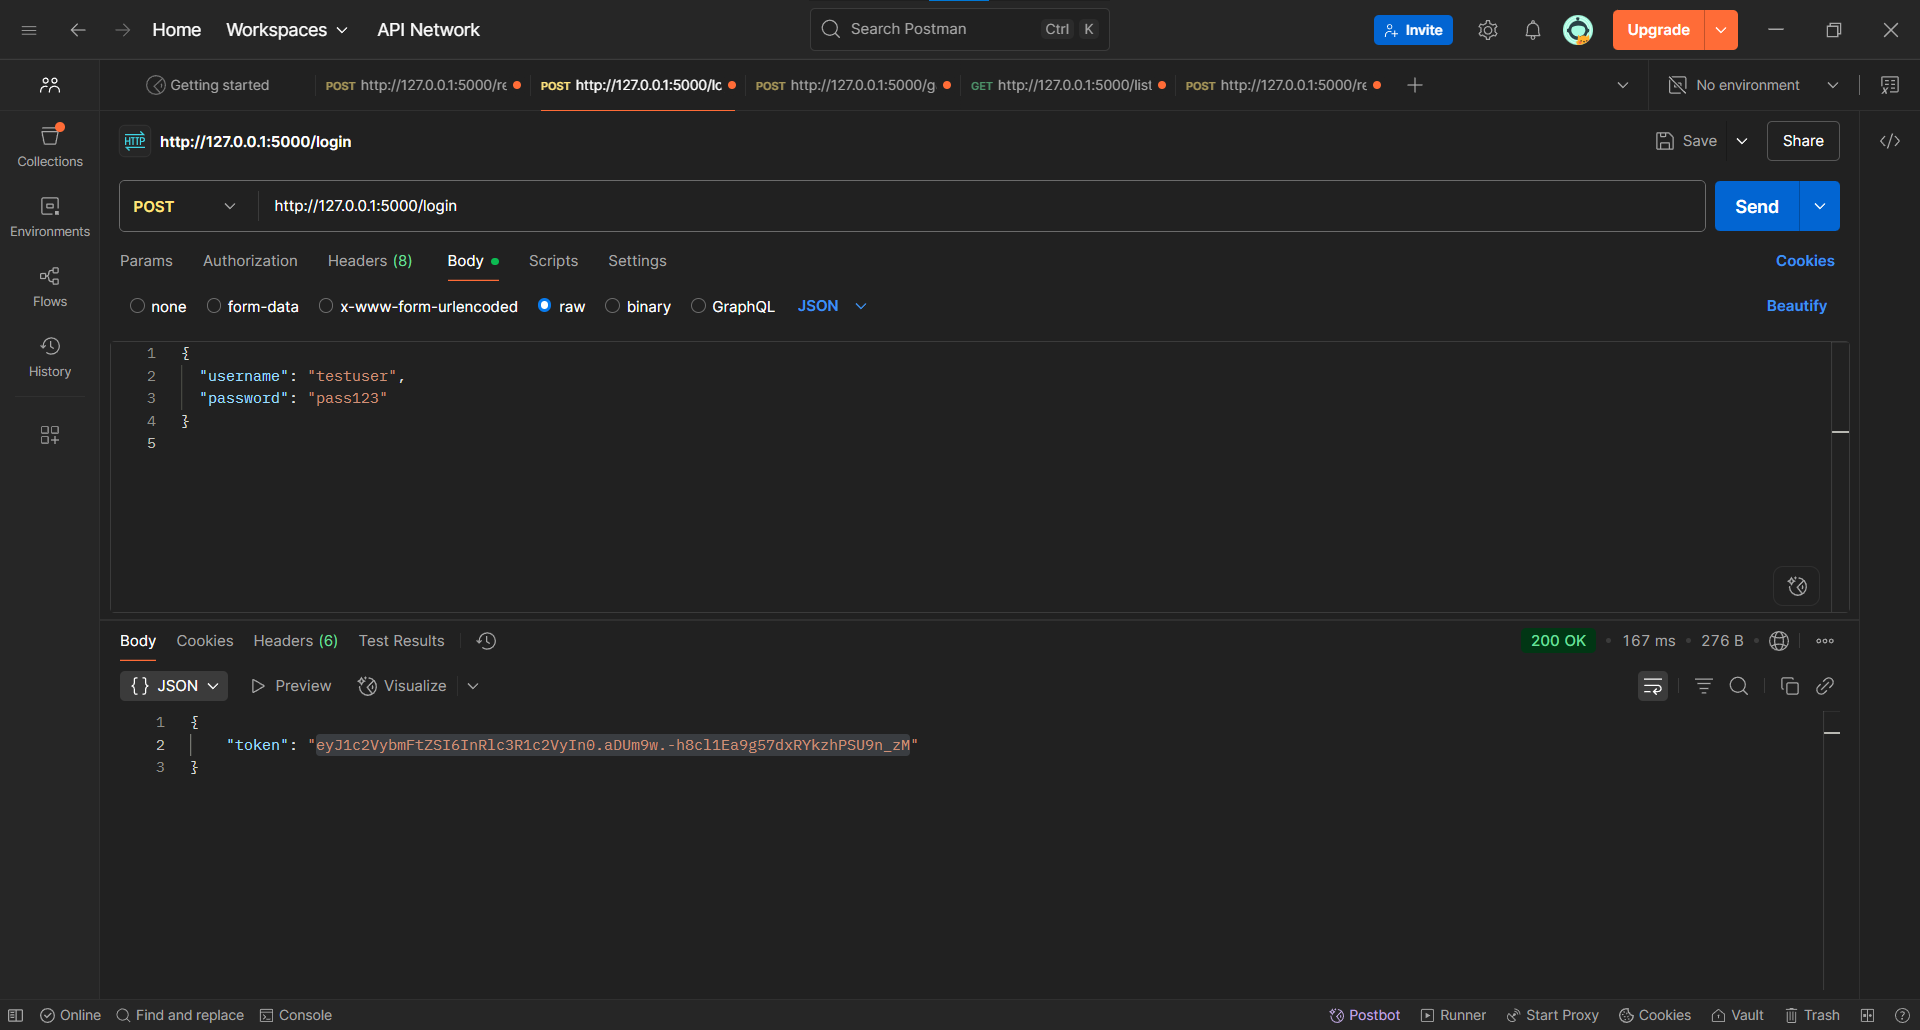 Home Workspaces API Network Search Postman Ctrl K Invite Upgrade
Getting started POST http://127.0.0.1:5000/re POST http://127.0.0.1:5000/lc POST http://127.0.0.1:5000/g GET http://127.0.0.1:5000/list POST http://127.0.0.1:5000/re No environment
Collections
Environments
Flows
History
HTTP http://127.0.0.1:5000/login Save Share
POST http://127.0.0.1:5000/login Send
Params Authorization Headers (8) Body Scripts Settings Cookies
none form-data x-www-form-urlencoded raw binary GraphQL JSON Beautify
1 {
2 "username": "testuser",
3 "password": "pass123"
4 }
5
Body Cookies Headers (6) Test Results 200 OK 167 ms 276 B
{} JSON Preview Visualize
1 {
2 "token": "eyJ1c2VybmFtZSI6InRlc3R1c2VyIn0.aDUm9w.-h8cl1Ea9g57dxRYkzhPSU9n_zM"
3 }
Online Find and replace Console Postbot Runner Start Proxy Cookies Vault Trash